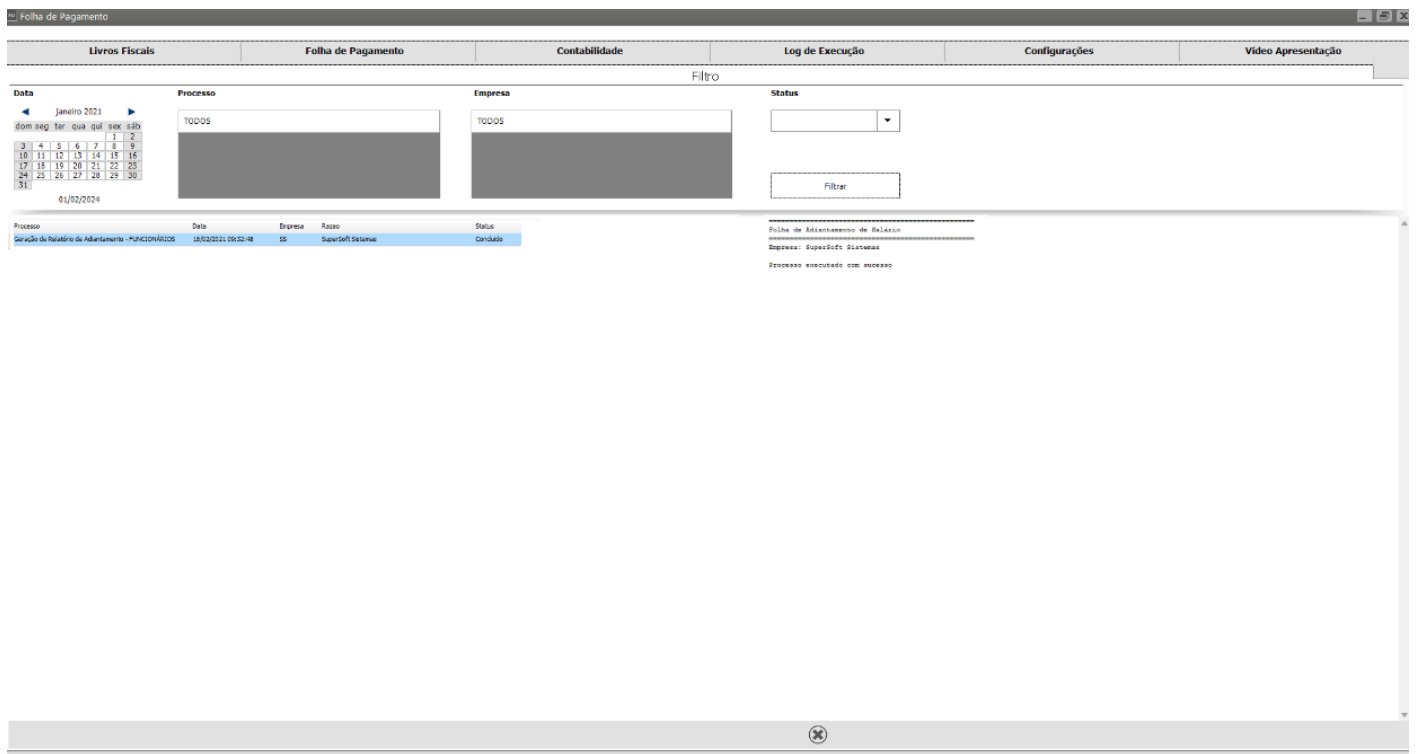 Folha de Pagamento
Livros Fiscais Folha de Pagamento Contabilidade Log de Execução Configurações Vídeo Apresentação
Filtro
Data Processo Empresa Status
Janeiro 2021
dom seg ter qua qui sex sáb
1 2
3 4 5 6 7 8 9
10 11 12 13 14 15 16
17 18 19 20 21 22 23
24 25 26 27 28 29 30
31
01/02/2024
TODOS
TODOS
Filtrar
Processo Data Empresa Razao Status
Geração de Relatório de Adiantamento - FUNCIONÁRIOS 18/02/2021 09:32:48 SS SuperSoft Sistemas Concluido
==================================================
Folha de Adiantamento de Salário
==================================================
Empresa: SuperSoft Sistemas
Processo executado com sucesso